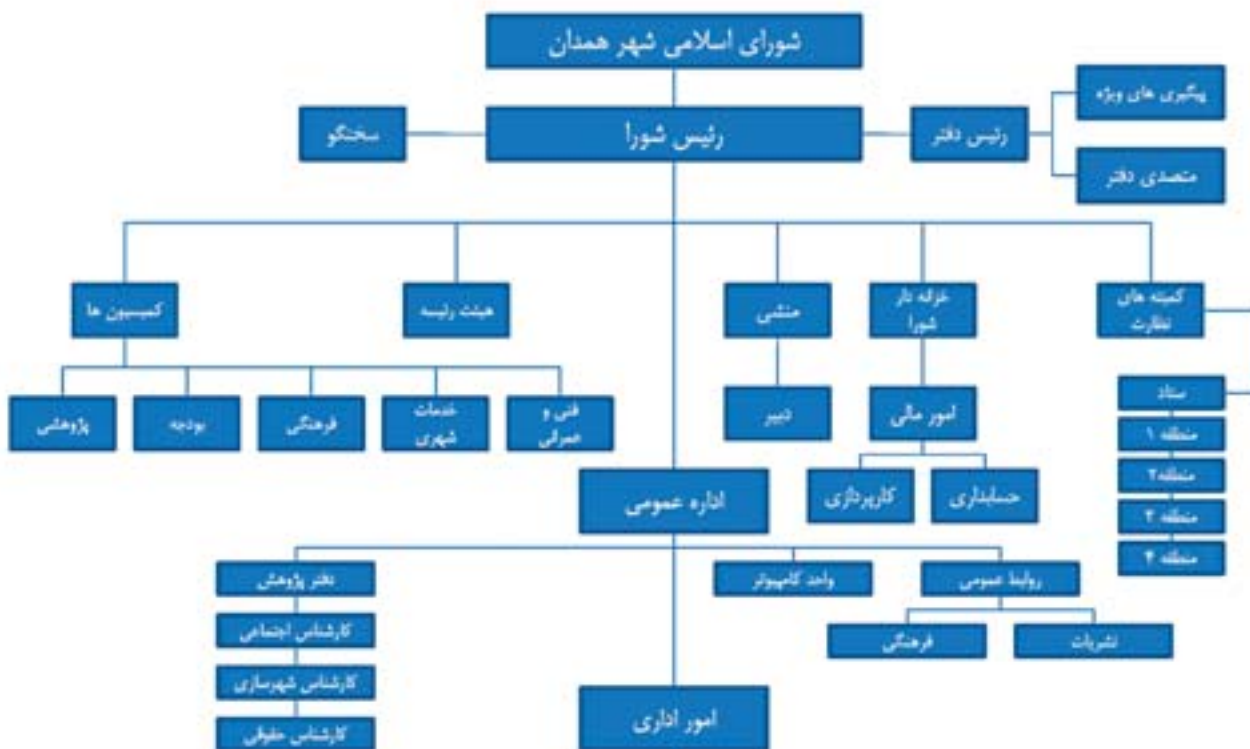 شورای اسلامی شهر همدان
پیگیری های ویژه
رئیس شورا
رئیس دفتر
سخنگو
متصدی دفتر
کمیته های
نظارت
خزانه دار
شورا
منشی
هیئت رئیسه
کمیسیون ها
ستاد
منطقه ۱
منطقه۲
منطقه ۳
منطقه ۴
امور مالی
دبیر
فنی و
عمرانی
خدمات
شهری
فرهنگی
بودجه
پژوهشی
حسابداری
کارپردازی
اداره عمومی
روابط عمومی
واحد کامپیوتر
دفتر پژوهش
نشریات
فرهنگی
کارشناس اجتماعی
کارشناس شهرسازی
کارشناس حقوقی
امور اداری